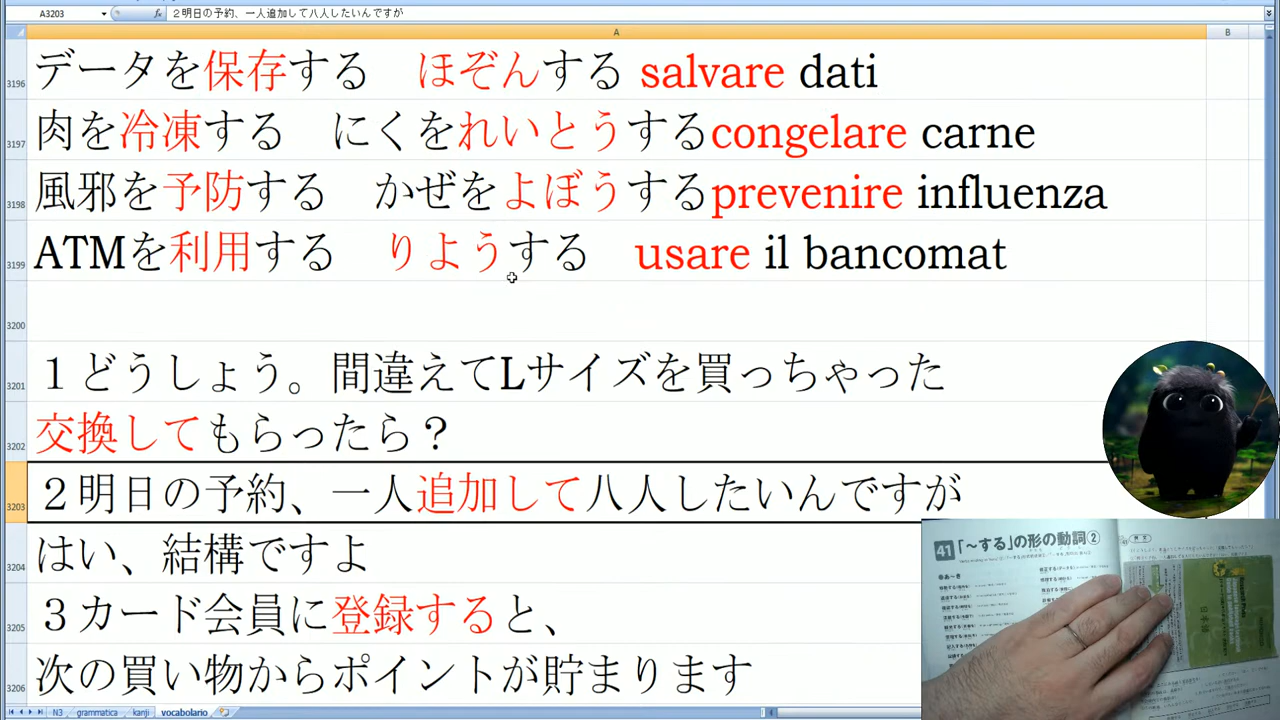 A3203
２明日の予約、一人追加して八人したいんですが
A
B
3196
データを保存する　ほぞんする salvare dati
3197
肉を冷凍する　にくをれいとうするcongelare carne
3198
風邪を予防する　かぜをよぼうするprevenire influenza
3199
ATMを利用する　りようする　usare il bancomat
3200
3201
１どうしょう。間違えてLサイズを買っちゃった
3202
交換してもらったら？
3203
２明日の予約、一人追加して八人したいんですが
3204
はい、結構ですよ
3205
３カード会員に登録すると、
3206
次の買い物からポイントが貯まります
41 「～する」の形の動詞②
例文
N3
grammatica
kanji
vocabolario